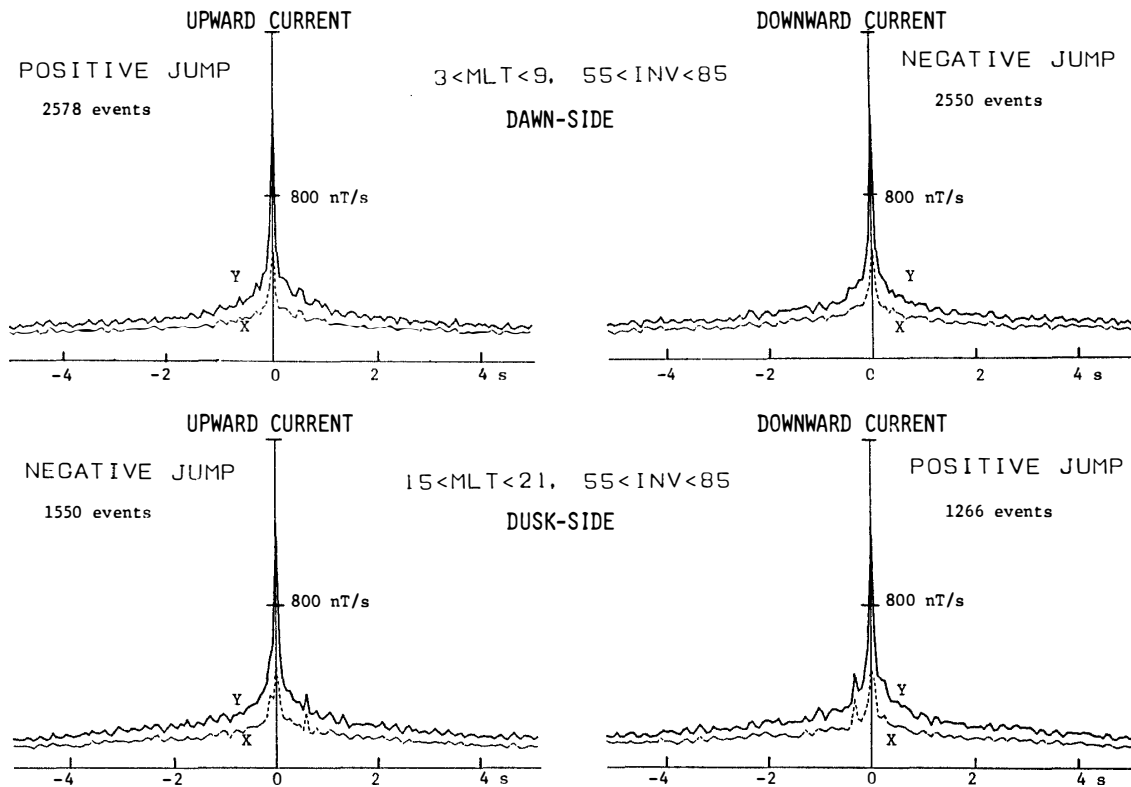 UPWARD CURRENT
DOWNWARD CURRENT
POSITIVE JUMP
3<MLT<9, 55<INV<85
NEGATIVE JUMP
2578 events
DAWN-SIDE
2550 events
800 nT/s
800 nT/s
Y
X
Y
X
-4 -2 0 2 4 s
-4 -2 0 2 4 s
UPWARD CURRENT
DOWNWARD CURRENT
NEGATIVE JUMP
15<MLT<21, 55<INV<85
POSITIVE JUMP
1550 events
DUSK-SIDE
1266 events
800 nT/s
800 nT/s
Y
X
Y
X
-4 -2 0 2 4 s
-4 -2 0 2 4 s